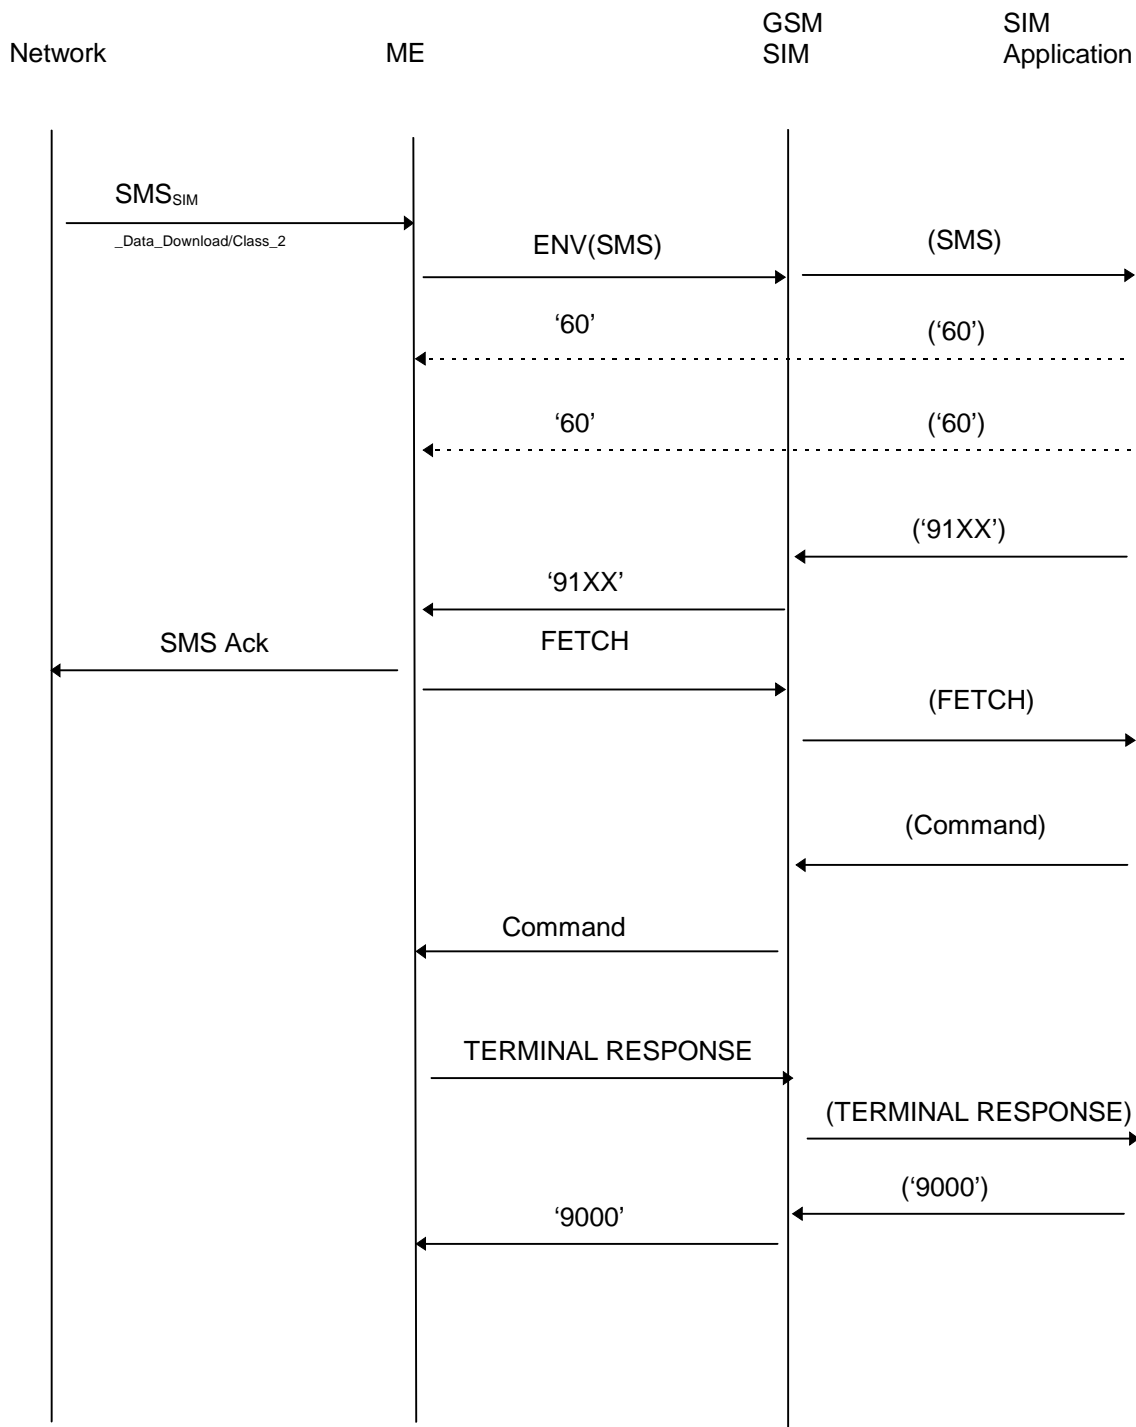 Network
ME
GSM
SIM
SIM
Application
SMSSIM
_Data_Download/Class_2
ENV(SMS)
(SMS)
‘60’
(‘60’)
‘60’
(‘60’)
(‘91XX’)
‘91XX’
SMS Ack
FETCH
(FETCH)
(Command)
Command
TERMINAL RESPONSE
(TERMINAL RESPONSE)
(‘9000’)
‘9000’